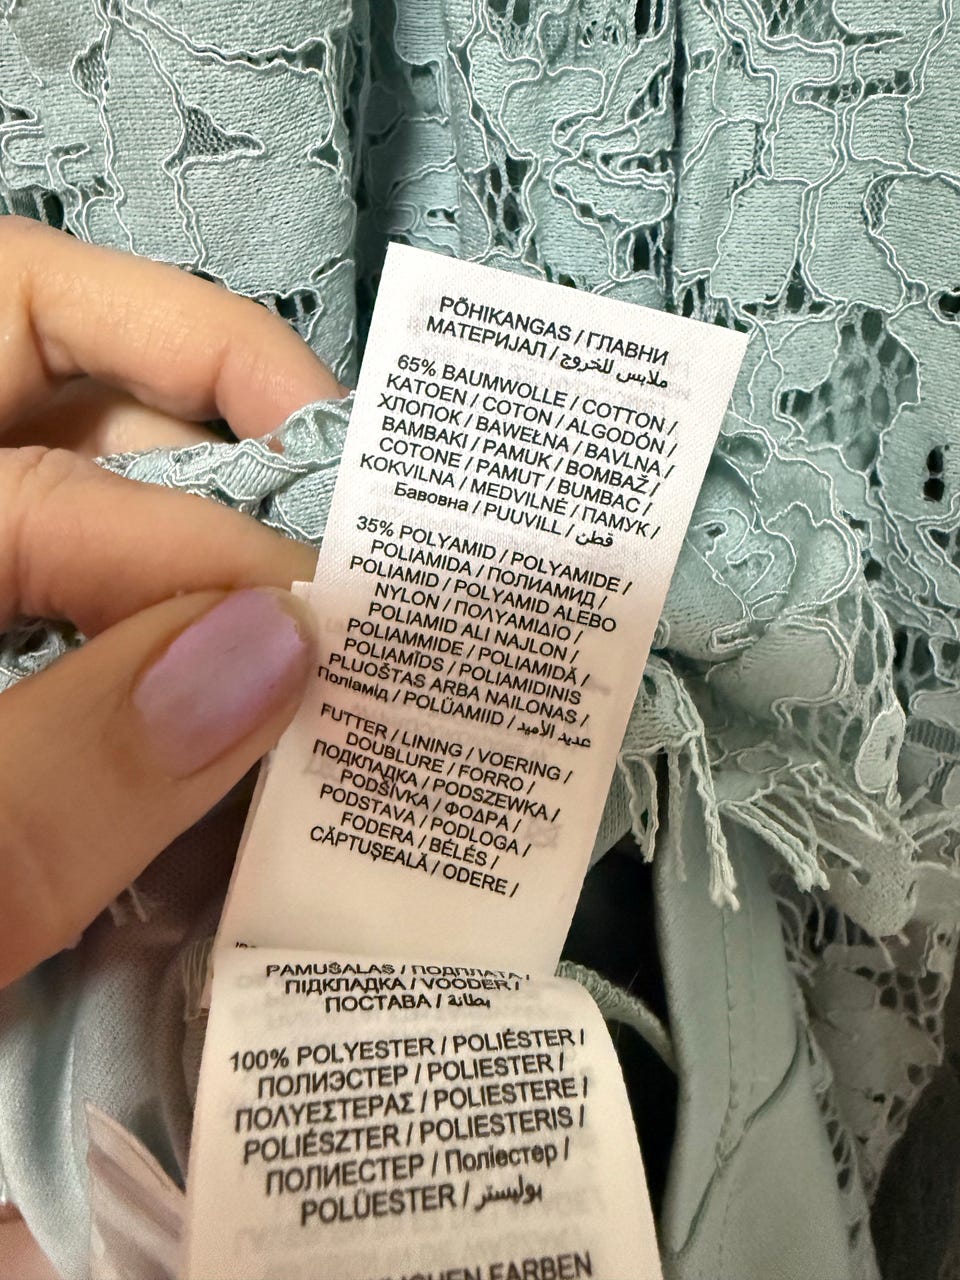 PÕHIKANGAS / ГЛАВНИ
МАТЕРИЈАЛ / ملابس للخروج
65% BAUMWOLLE / COTTON /
KATOEN / COTON / ALGODÓN /
ХЛОПОК / BAWEŁNA / BAVLNA /
BAMBAKI / PAMUK / BOMBAŽ /
COTONE / PAMUT / BUMBAC /
KOKVILNA / MEDVILNĖ / ПАМУК /
Бавовна / PUUVILL / قطن
35% POLYAMID / POLYAMIDE /
POLIAMIDA / ПОЛИАМИД /
POLIAMID / POLYAMID ALEBO
NYLON / ΠΟΛΥΑΜΙΔΙΟ /
POLIAMID ALI NAJLON /
POLIAMMIDE / POLIAMIDĂ /
POLIAMĪDS / POLIAMIDINIS
PLUOŠTAS ARBA NAILONAS /
Поліамід / POLÜAMIID / عديد الأميد
FUTTER / LINING / VOERING /
DOUBLURE / FORRO /
ПОДКЛАДКА / PODSZEWKA /
PODŠÍVKA / ΦΟΔΡΑ /
PODSTAVA / PODLOGA /
FODERA / BÉLÉS /
CĂPTUȘEALĂ / ODERE /
PAMUŠALAS / ПОДПЛАТА /
ПІДКЛАДКА / VOODER /
ПОСТАВА / بطانة
100% POLYESTER / POLIÉSTER /
ПОЛИЭСТЕР / POLIESTER /
ΠΟΛΥΕΣΤΕΡΑΣ / POLIESTERE /
POLIÉSZTER / POLIESTERIS /
ПОЛИЕСТЕР / Поліестер /
POLÜESTER / بوليستر
FARBEN